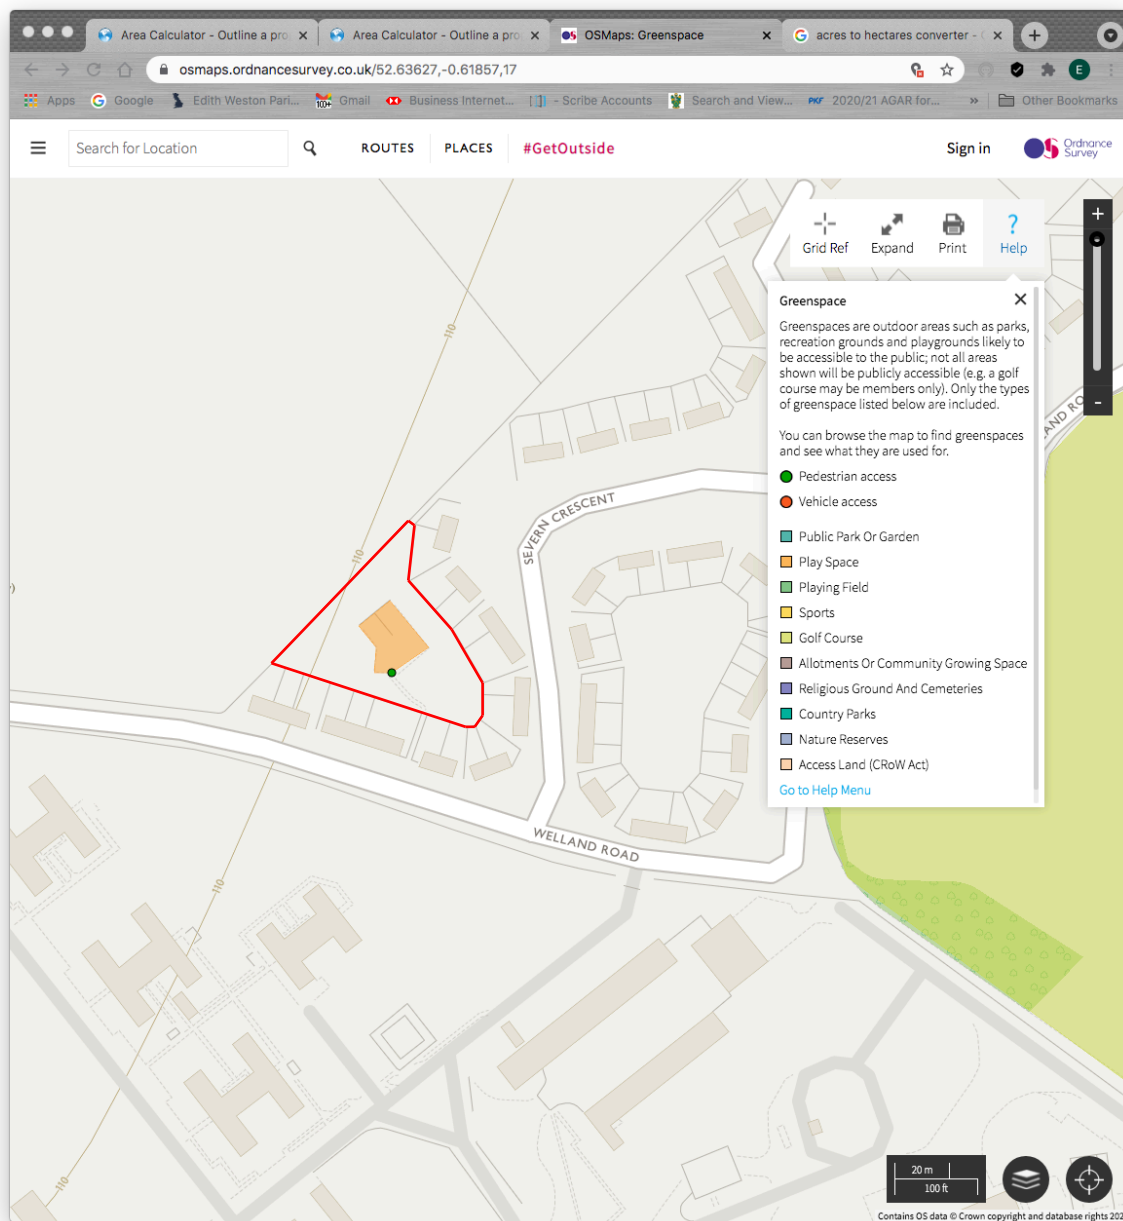 Area Calculator - Outline a pro
Area Calculator - Outline a pro
OSMaps: Greenspace
acres to hectares converter -
osmaps.ordnancesurvey.co.uk/52.63627,-0.61857,17
E
Apps
Google
Edith Weston Pari...
100+
Gmail
Business Internet...
- Scribe Accounts
Search and View...
PKF
2020/21 AGAR for...
»
Other Bookmarks
Search for Location
ROUTES
PLACES
#GetOutside
Sign in
OS
Ordnance
Survey
Grid Ref
Expand
Print
? Help
+
-
Greenspace
Greenspaces are outdoor areas such as parks,
recreation grounds and playgrounds likely to
be accessible to the public; not all areas
shown will be publicly accessible (e.g. a golf
course may be members only). Only the types
of greenspace listed below are included.
You can browse the map to find greenspaces
and see what they are used for.
Pedestrian access
Vehicle access
Public Park Or Garden
Play Space
Playing Field
Sports
Golf Course
Allotments Or Community Growing Space
Religious Ground And Cemeteries
Country Parks
Nature Reserves
Access Land (CRoW Act)
Go to Help Menu
110
110
SEVERN CRESCENT
LAND RO
WELLAND ROAD
110
110
20 m
100 ft
Contains OS data © Crown copyright and database rights 202